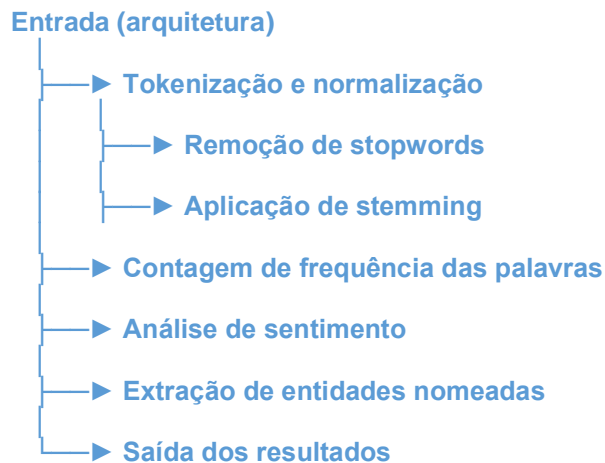 Entrada (arquitetura)
Tokenização e normalização
Remoção de stopwords
Aplicação de stemming
Contagem de frequência das palavras
Análise de sentimento
Extração de entidades nomeadas
Saída dos resultados